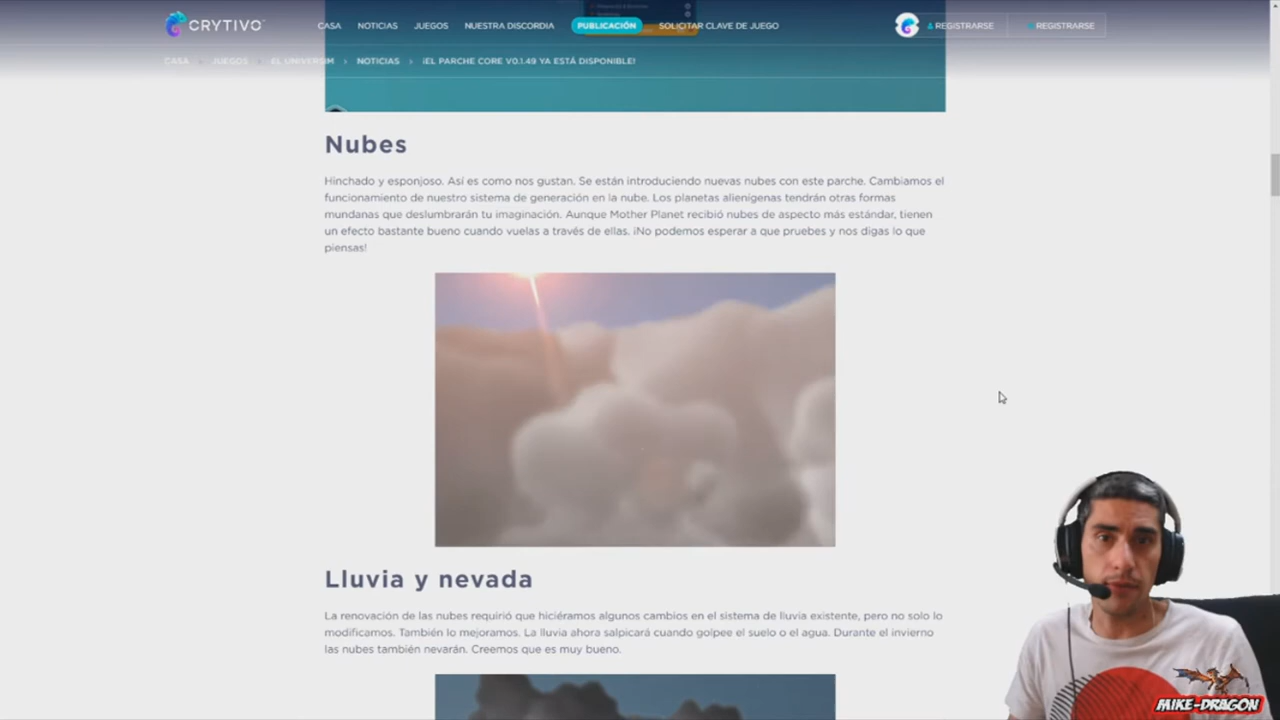 CRYTIVO
CASA NOTICIAS JUEGOS NUESTRA DISCORDIA PUBLICACIÓN SOLICITAR CLAVE DE JUEGO REGISTRARSE REGISTRARSE
CASA > JUEGOS > EL UNIVERSIM > NOTICIAS > ¡EL PARCHE CORE V0.1.49 YA ESTÁ DISPONIBLE!
Nubes
Hinchado y esponjoso. Así es como nos gustan. Se están introduciendo nuevas nubes con este parche. Cambiamos el
funcionamiento de nuestro sistema de generación en la nube. Los planetas alienígenas tendrán otras formas
mundanas que deslumbrarán tu imaginación. Aunque Mother Planet recibió nubes de aspecto más estándar, tienen
un efecto bastante bueno cuando vuelas a través de ellas. ¡No podemos esperar a que pruebes y nos digas lo que
piensas!
Lluvia y nevada
La renovación de las nubes requirió que hiciéramos algunos cambios en el sistema de lluvia existente, pero no solo lo
modificamos. También lo mejoramos. La lluvia ahora salpicará cuando golpee el suelo o el agua. Durante el invierno
las nubes también nevarán. Creemos que es muy bueno.
MIKE-DRAGON